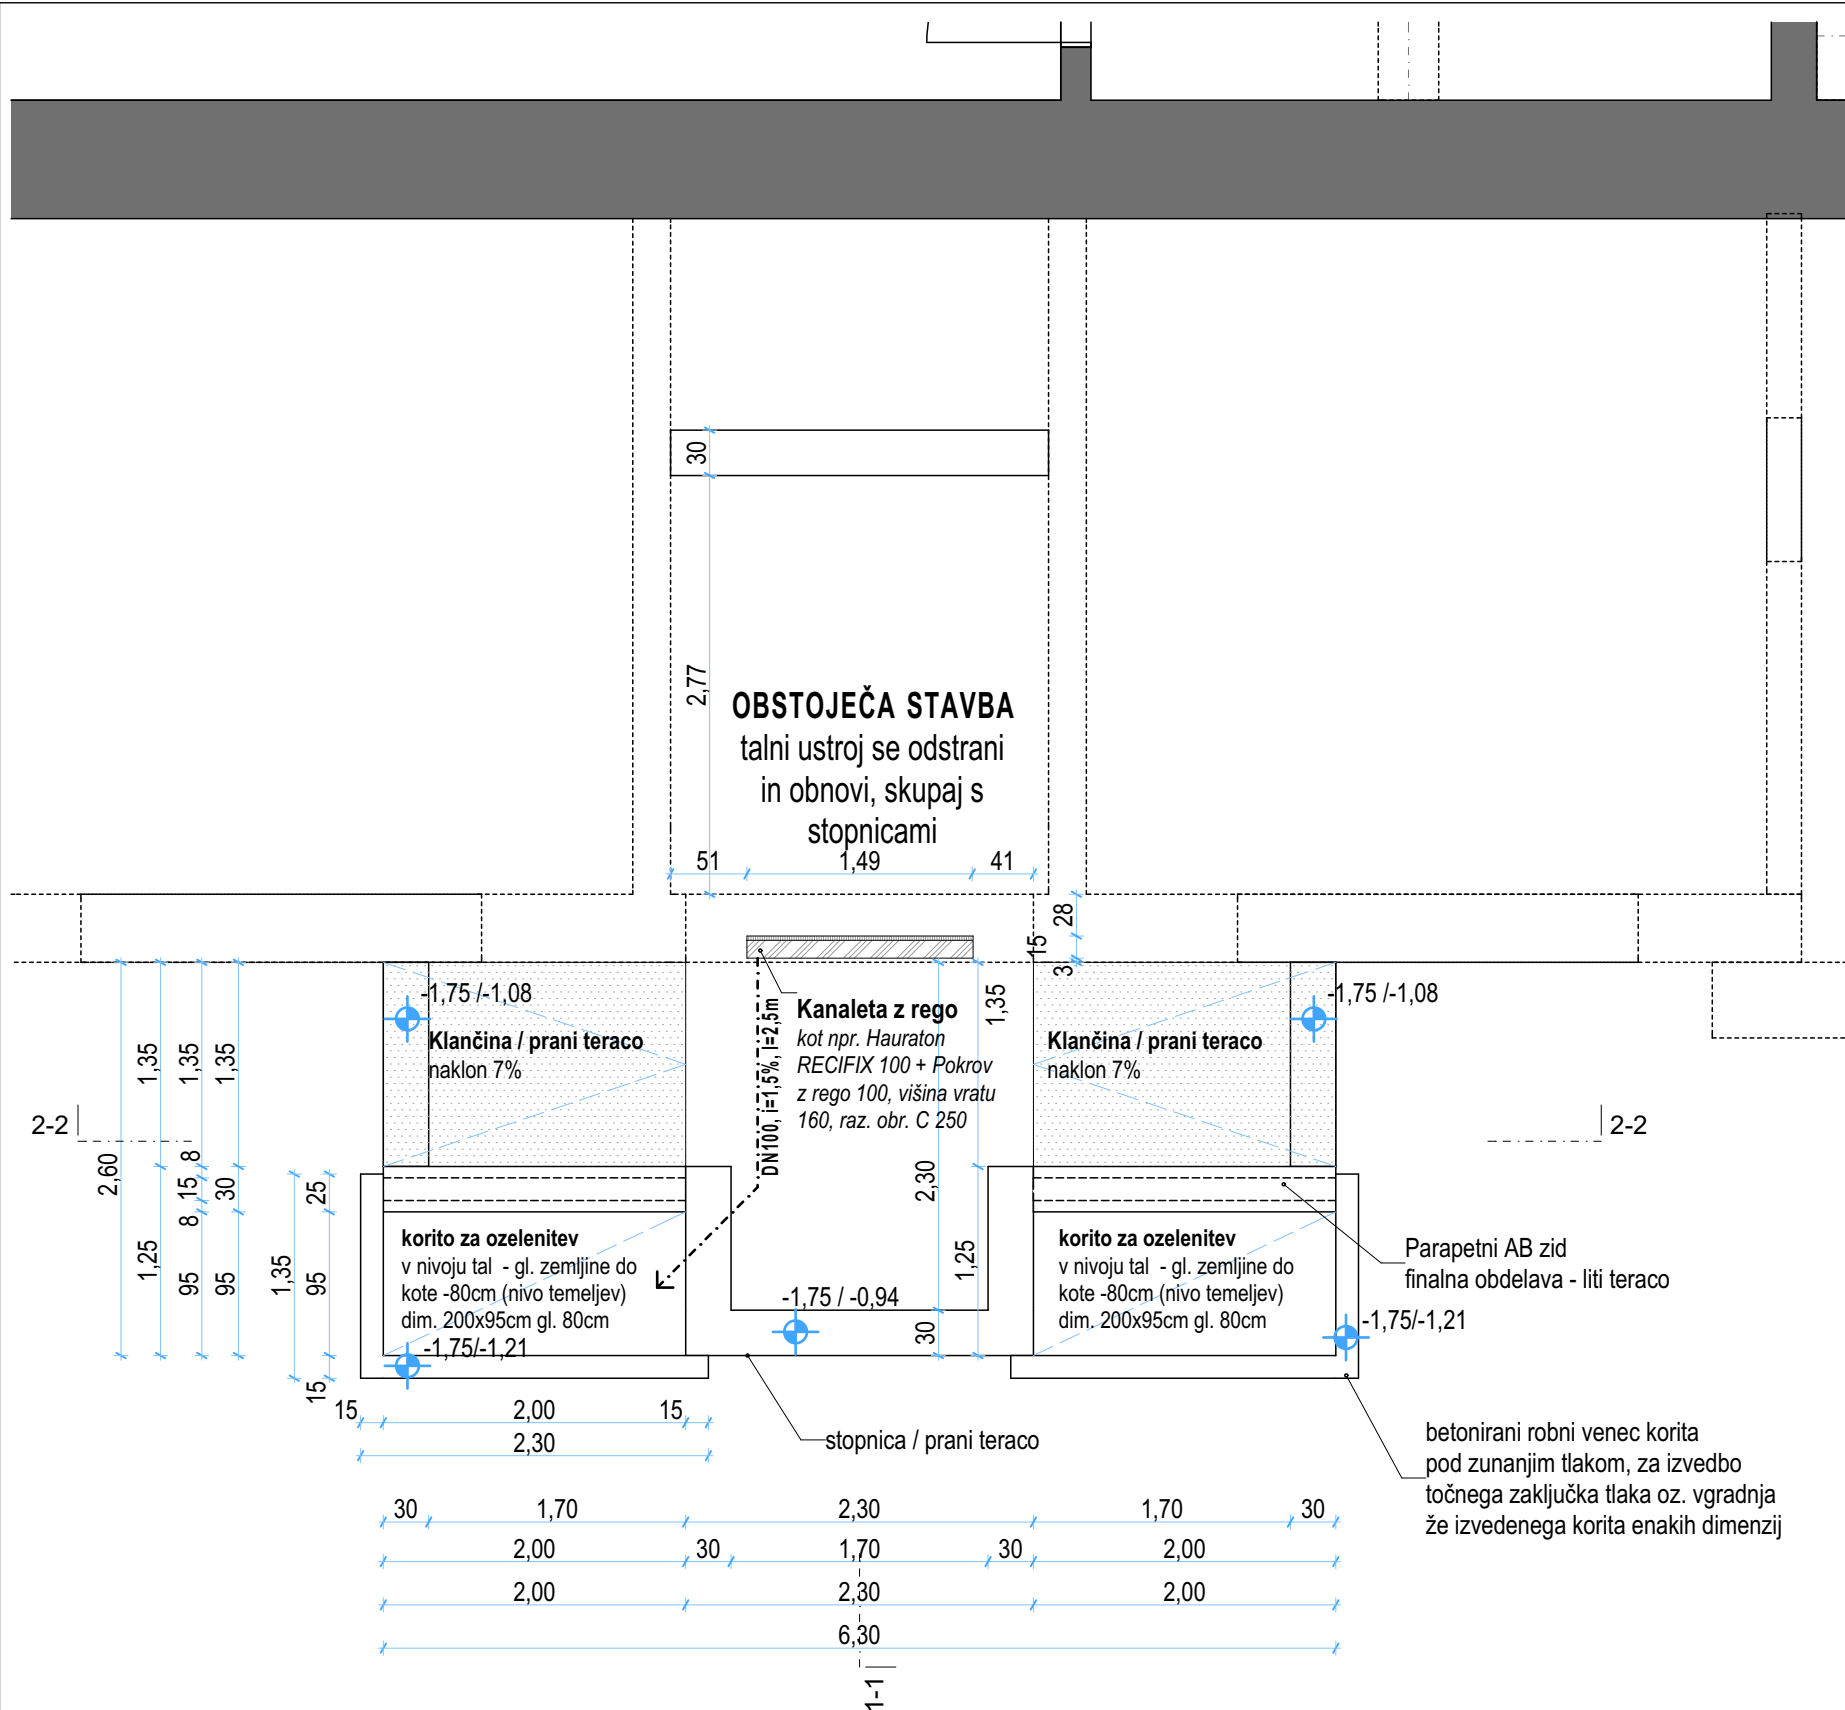 30
2,77
OBSTOJEČA STAVBA
talni ustroj se odstrani
in obnovi, skupaj s
stopnicami
51
1,49
41
28
15
3
-1,75 /-1,08
Klančina / prani teraco
naklon 7%
DN100, i=1,5%, l=2,5m
Kanaleta z rego
kot npr. Hauraton
RECIFIX 100 + Pokrov
z rego 100, višina vratu
160, raz. obr. C 250
1,35
-1,75 /-1,08
Klančina / prani teraco
naklon 7%
1,35
1,35
1,35
2-2
2-2
2,60
8
15
30
25
8
1,25
95
95
1,35
95
15
2,30
1,25
30
korito za ozelenitev
v nivoju tal - gl. zemljine do
kote -80cm (nivo temeljev)
dim. 200x95cm gl. 80cm
-1,75/-1,21
-1,75 / -0,94
korito za ozelenitev
v nivoju tal - gl. zemljine do
kote -80cm (nivo temeljev)
dim. 200x95cm gl. 80cm
-1,75/-1,21
Parapetni AB zid
finalna obdelava - liti teraco
15
2,00
15
2,30
stopnica / prani teraco
betonirani robni venec korita
pod zunanjim tlakom, za izvedbo
točnega zaključka tlaka oz. vgradnja
že izvedenega korita enakih dimenzij
30
1,70
2,30
1,70
30
2,00
30
1,70
30
2,00
2,00
2,30
2,00
6,30
1-1